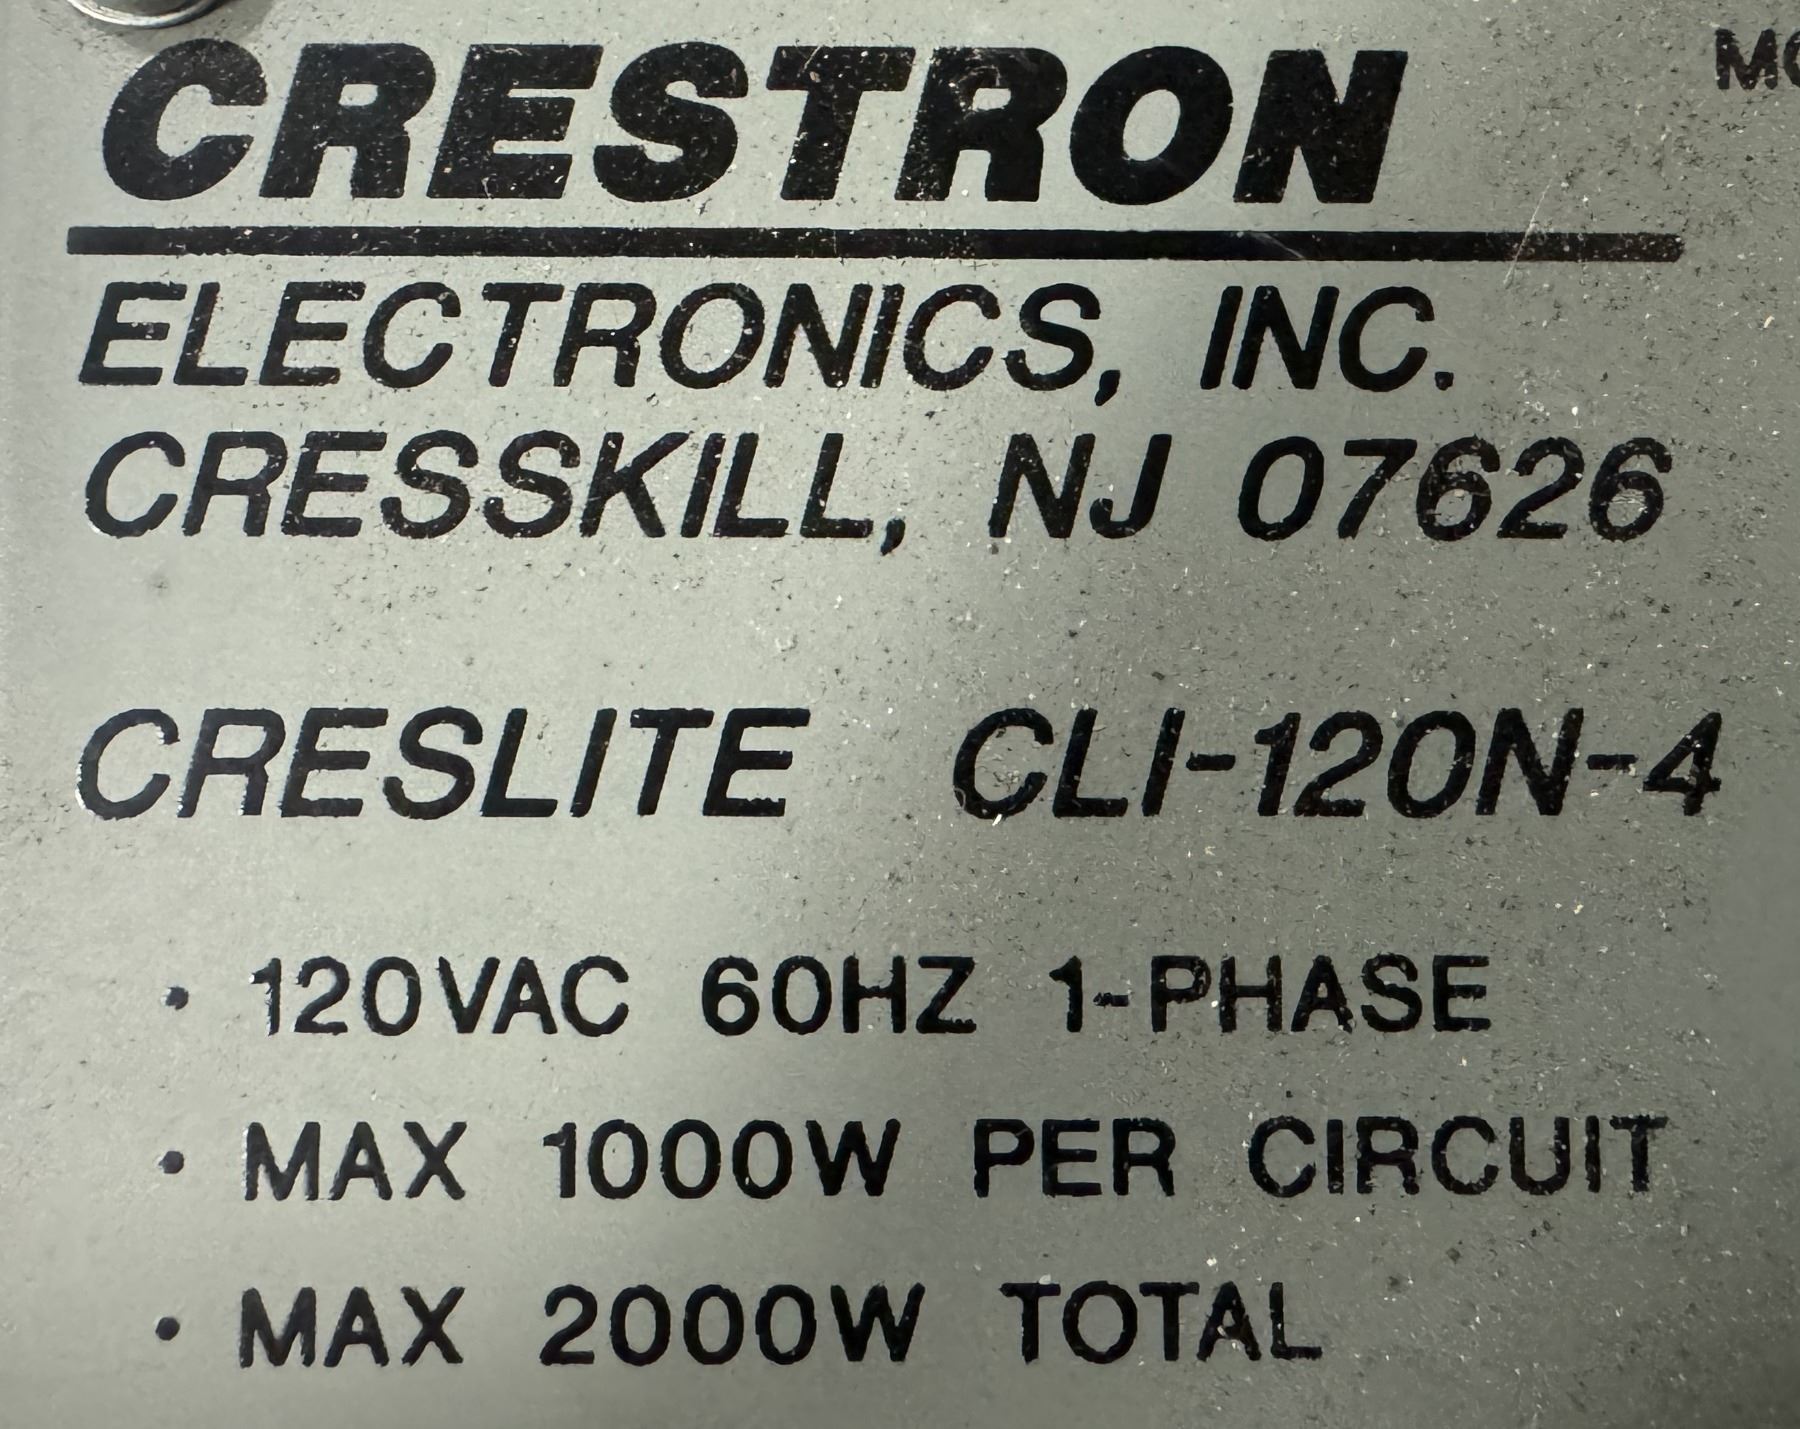 CRESTRON
ELECTRONICS, INC.
CRESSKILL, NJ 07626
CRESLITE CLI-120N-4
• 120VAC 60HZ 1-PHASE
• MAX 1000W PER CIRCUIT
• MAX 2000W TOTAL